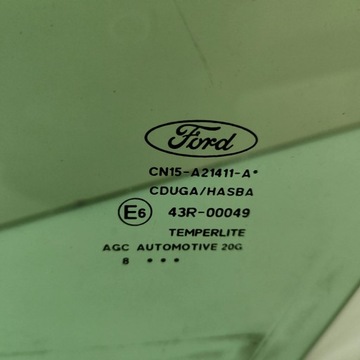 Ford
CN15-A21411-A•
CDUGA/HASBA
E6 43R-00049
TEMPERLITE
AGC AUTOMOTIVE 20G
8 •••